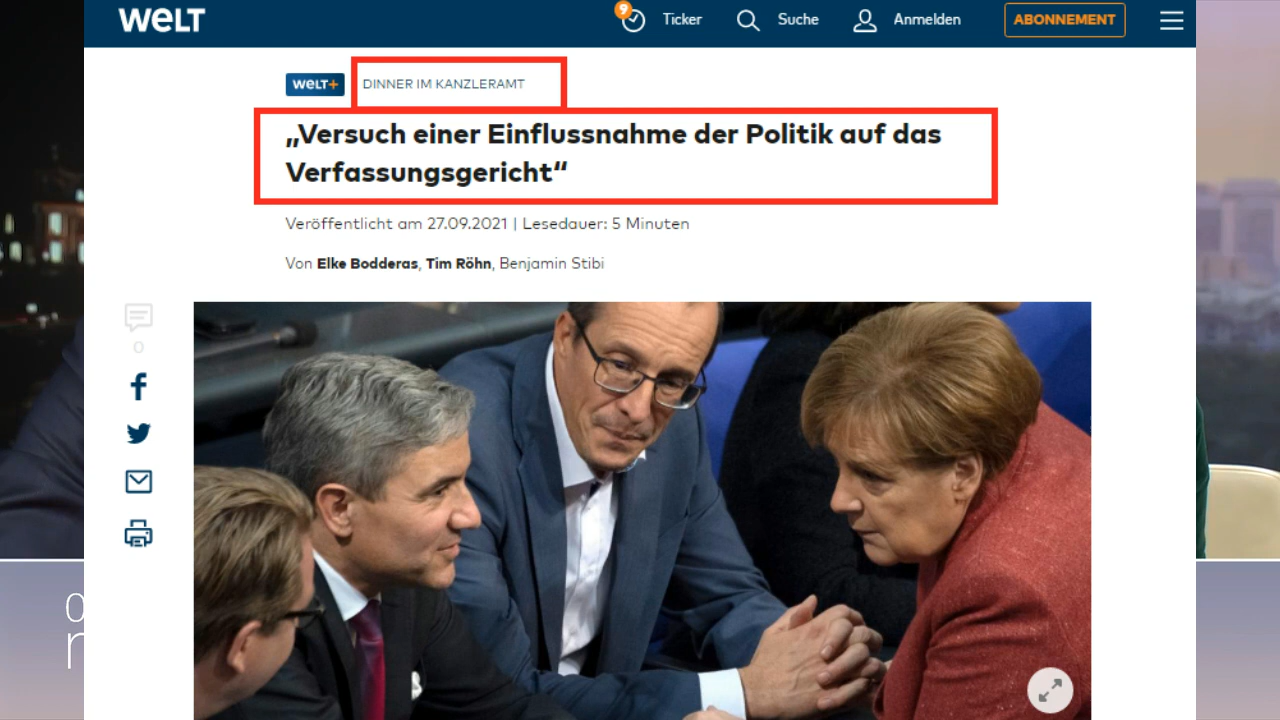 WELT
9
Ticker
Suche
Anmelden
ABONNEMENT
WELT+ DINNER IM KANZLERAMT
„Versuch einer Einflussnahme der Politik auf das
Verfassungsgericht“
Veröffentlicht am 27.09.2021 | Lesedauer: 5 Minuten
Von Elke Bodderas, Tim Röhn, Benjamin Stibi
0